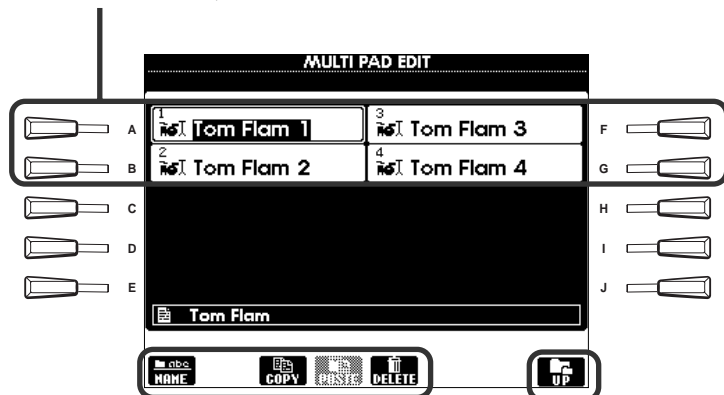 MULTI PAD EDIT
A 1 Tom Flam 1 3 Tom Flam 3 F
B 2 Tom Flam 2 4 Tom Flam 4 G
C H
D I
E J
Tom Flam
abc
NAME COPY PASTE DELETE UP